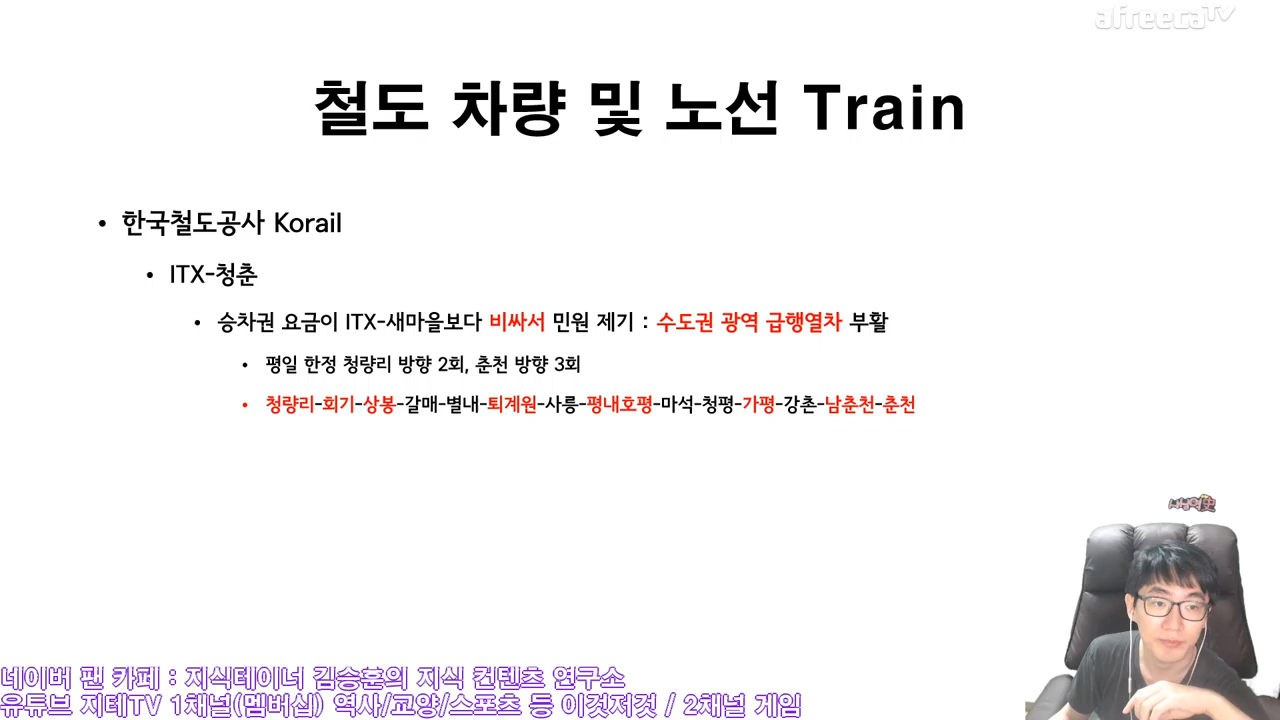 afreecaTV
철도 차량 및 노선 Train
• 한국철도공사 Korail
• ITX-청춘
• 승차권 요금이 ITX-새마을보다 비싸서 민원 제기 : 수도권 광역 급행열차 부활
• 평일 한정 청량리 방향 2회, 춘천 방향 3회
• 청량리-회기-상봉-갈매-별내-퇴계원-사릉-평내호평-마석-청평-가평-강촌-남춘천-춘천
네이버 팬 카페 : 지식테이너 김승훈의 지식 컨텐츠 연구소
유튜브 지테TV 1채널(멤버십) 역사/교양/스포츠 등 이것저것 / 2채널 게임